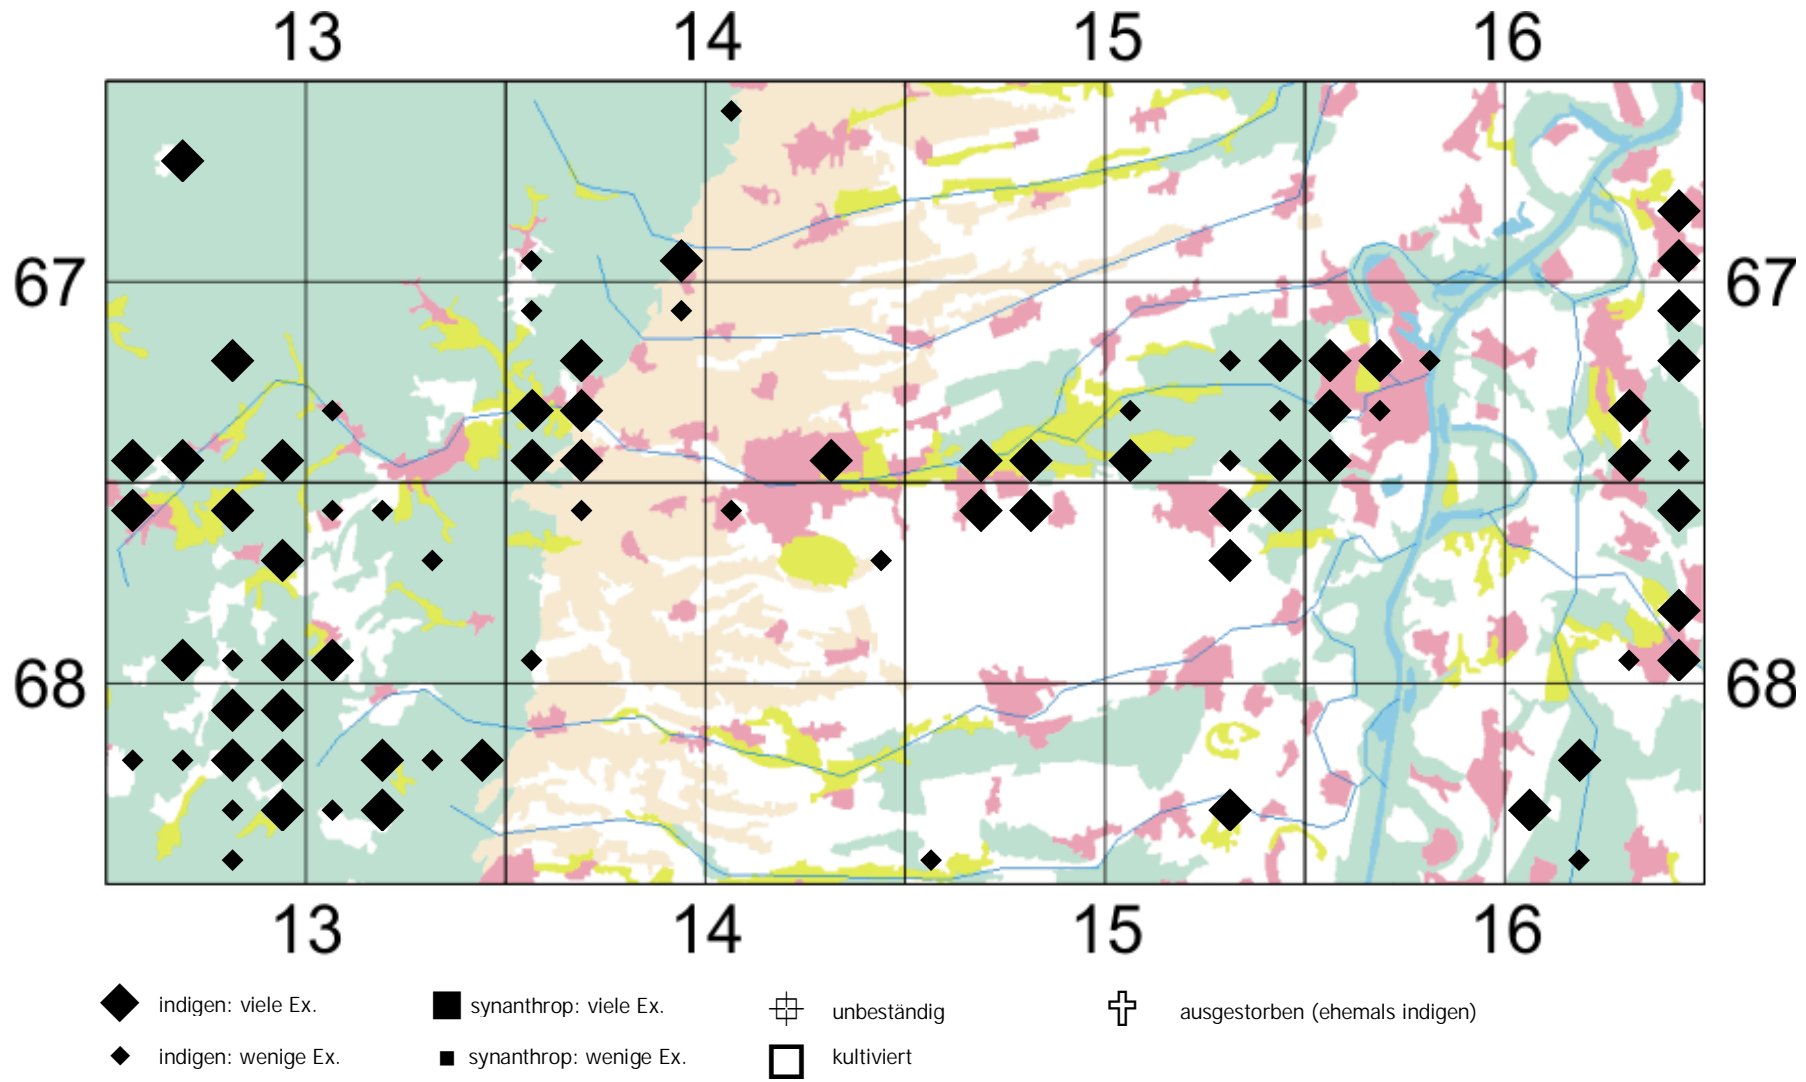 13 14 15 16
67 67
68 68
13 14 15 16
indigen: viele Ex. synanthrop: viele Ex. unbeständig ausgestorben (ehemals indigen)
indigen: wenige Ex. synanthrop: wenige Ex. kultiviert